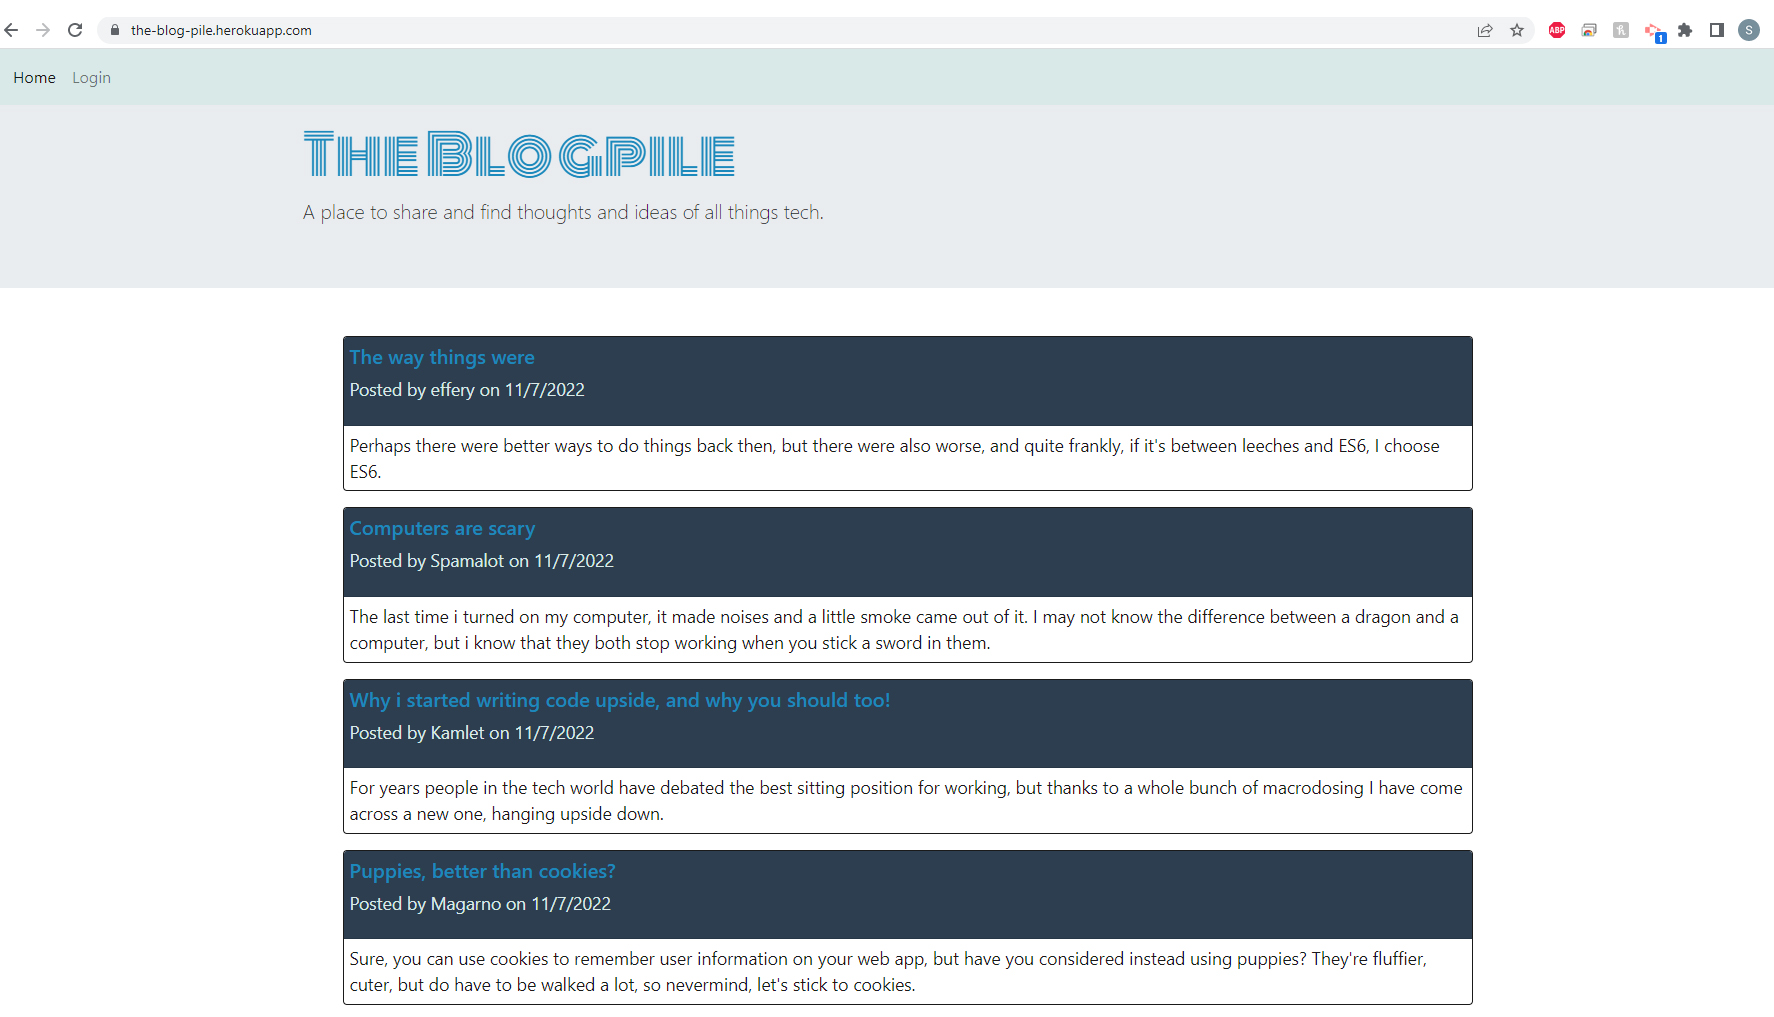 the-blog-pile.herokuapp.com
ABP
1
S
Home Login
The Blogpile
A place to share and find thoughts and ideas of all things tech.
The way things were
Posted by effery on 11/7/2022
Perhaps there were better ways to do things back then, but there were also worse, and quite frankly, if it's between leeches and ES6, I choose
ES6.
Computers are scary
Posted by Spamalot on 11/7/2022
The last time i turned on my computer, it made noises and a little smoke came out of it. I may not know the difference between a dragon and a
computer, but i know that they both stop working when you stick a sword in them.
Why i started writing code upside, and why you should too!
Posted by Kamlet on 11/7/2022
For years people in the tech world have debated the best sitting position for working, but thanks to a whole bunch of macrodosing I have come
across a new one, hanging upside down.
Puppies, better than cookies?
Posted by Magarno on 11/7/2022
Sure, you can use cookies to remember user information on your web app, but have you considered instead using puppies? They're fluffier,
cuter, but do have to be walked a lot, so nevermind, let's stick to cookies.